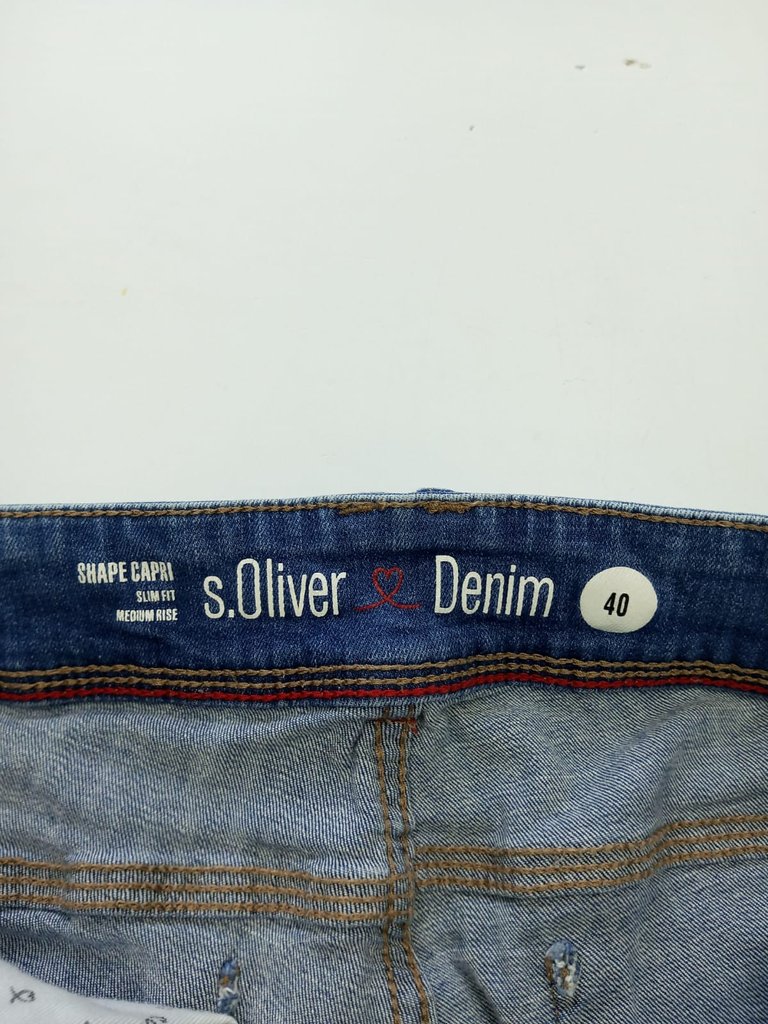 SHAPE CAPRI
SLIM FIT
MEDIUM RISE
s.Oliver Denim
40